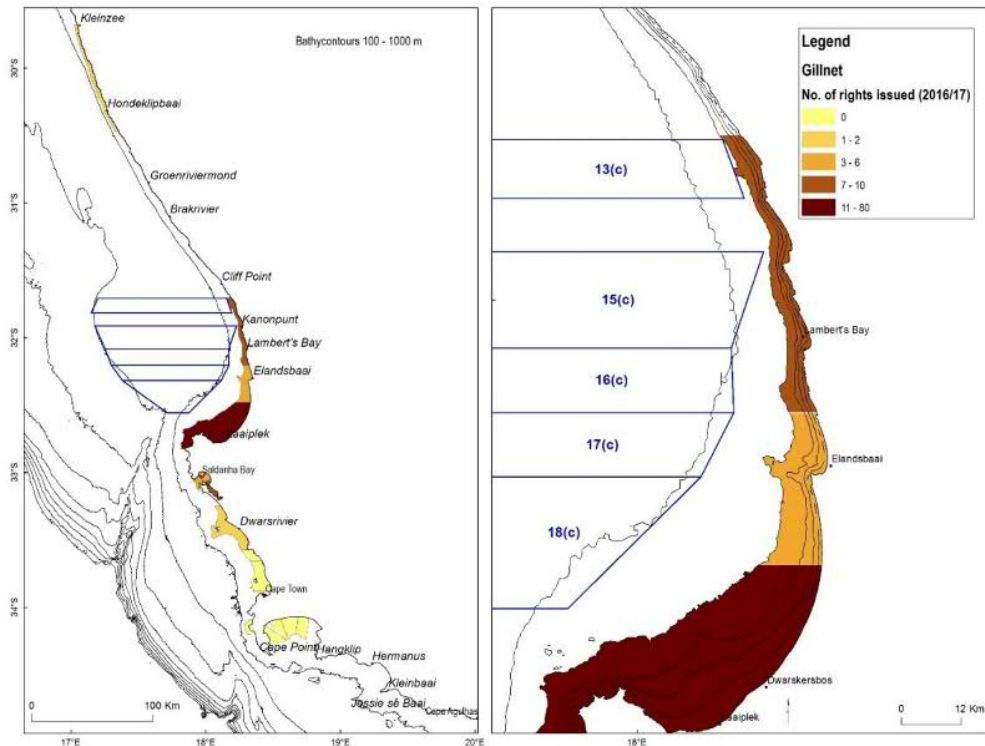 Kleinzee
Bathycontours 100 - 1000 m
30°S
Hondeklipbaai
Groenriviermond
31°S
Brakrivier
Cliff Point
Kanonpunt
32°S
Lambert's Bay
Elandsbaai
aaiplek
33°S
Saldanha Bay
Dwarsrivier
Cape Town
34°S
Cape Point
Hangklip
Hermanus
Kleinbaai
Jossie se Baai
Cape Agulhas
0 100 Km
17°E 18°E 19°E 20°E
Legend
Gillnet
No. of rights issued (2016/17)
0
1 - 2
3 - 6
7 - 10
11 - 80
13(c)
15(c)
Lambert's Bay
16(c)
17(c)
Elandsbaai
18(c)
Dwarskersbos
aaiplek
0 12 Km
18°E